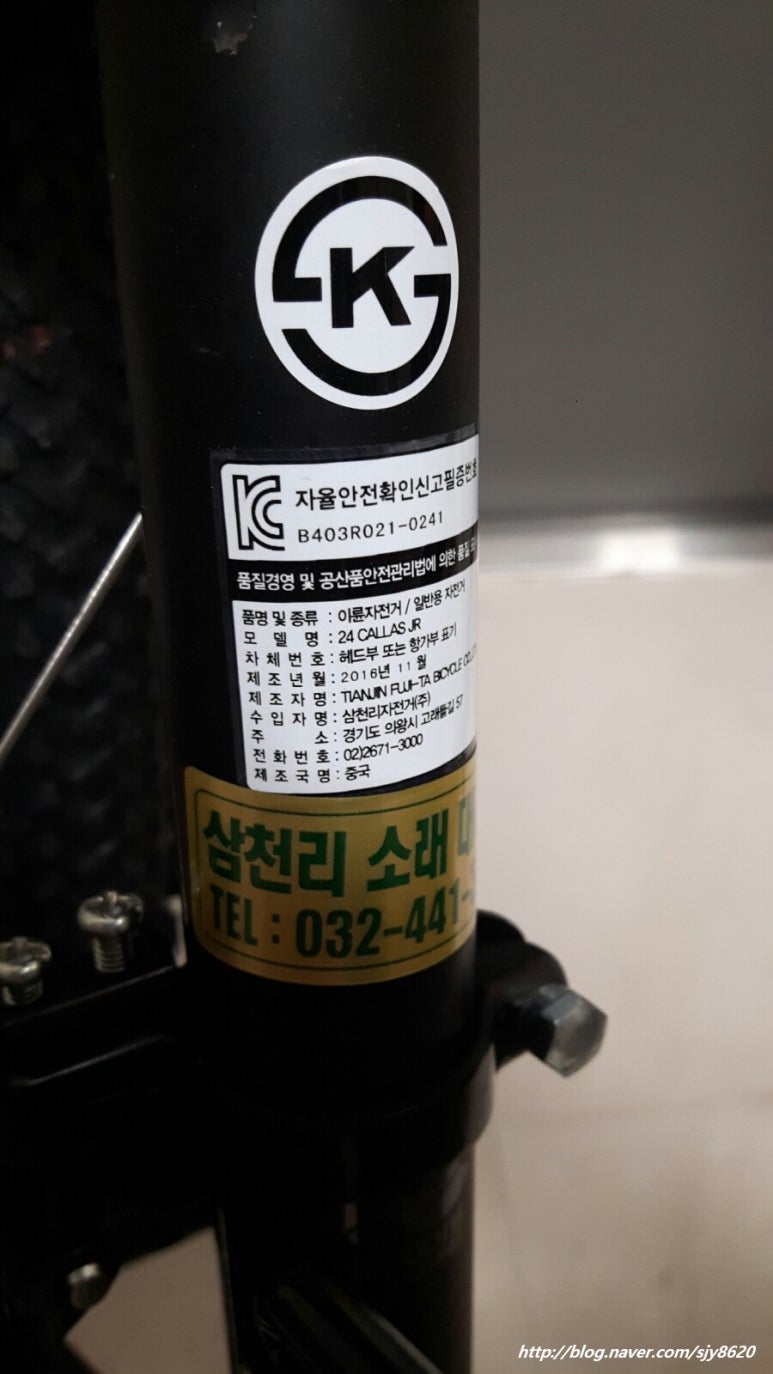 K
KC 자율안전확인신고필증번호
B403R021-0241
품질경영 및 공산품안전관리법에 의한 품질
품명 및 종류 : 이륜자전거 / 일반용 자전거
모 델 명 : 24 CALLAS JR
차 체 번 호 : 헤드부 또는 항가부 표기
제 조 년 월 : 2016년 11 월
제 조 자 명 : TIANJIN FUJI-TA BICYCLE CO.
수 입 자 명 : 삼천리자전거(주)
주 소 : 경기도 의왕시 고래들길 57
전 화 번 호 : 02)2671-3000
제 조 국 명 : 중국
삼천리 소래
TEL : 032-441-
http://blog.naver.com/sjy8620